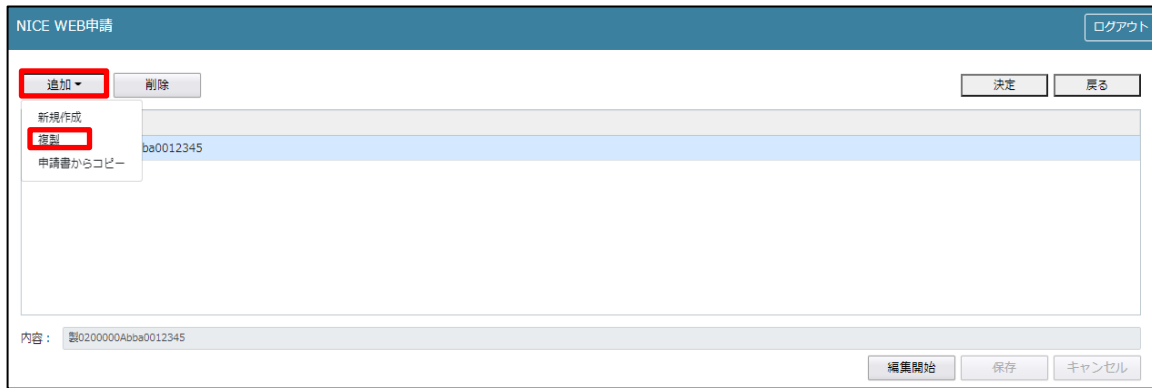 NICE WEB申請 ログアウト
追加 削除 決定 戻る
新規作成
複製
ba0012345
申請書からコピー
内容： 製0200000Abba0012345
編集開始 保存 キャンセル